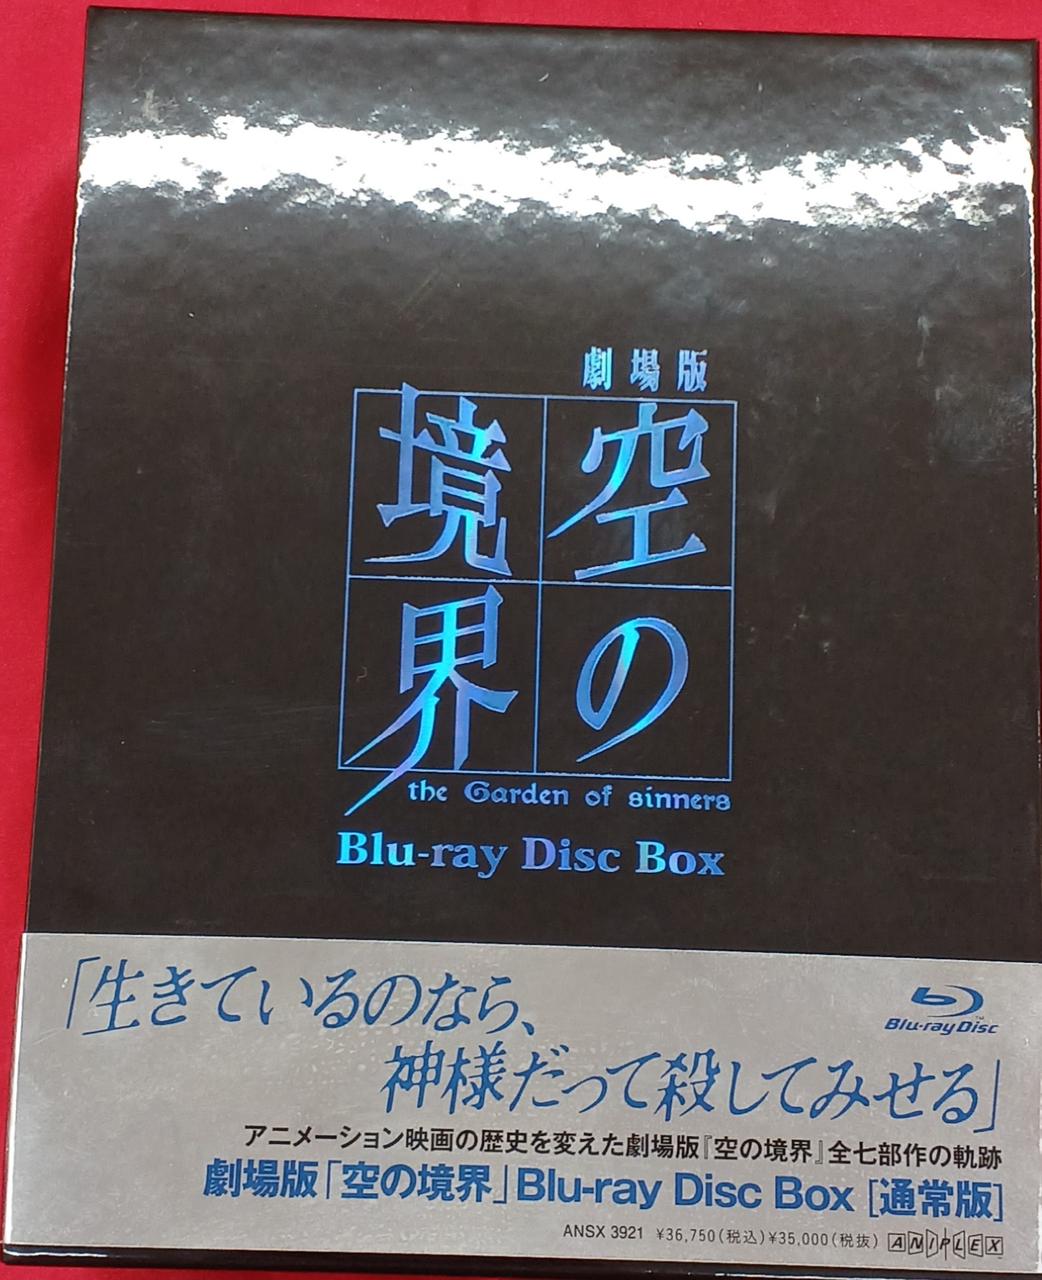 劇場版
空の
境界
the Garden of sinners
Blu-ray Disc Box
「生きているのなら、
Blu-ray Disc™
神様だって殺してみせる」
アニメーション映画の歴史を変えた劇場版『空の境界』全七部作の軌跡
劇場版「空の境界」Blu-ray Disc Box [通常版]
ANSX 3921 ¥36,750(税込)¥35,000(税抜) ANIPLEX